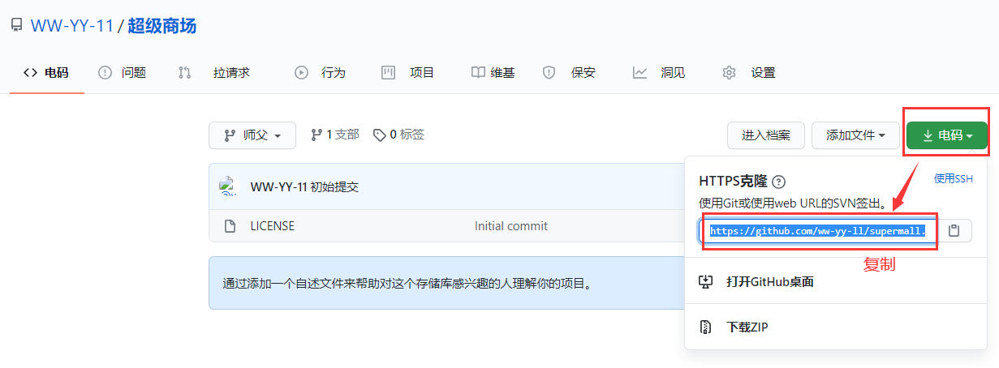 WW-YY-11 / 超级商场
电码 问题 拉请求 行为 项目 维基 保安 洞见 设置
师父 1 支部 0 标签 进入档案 添加文件 电码
HTTPS克隆 使用SSH
使用Git或使用web URL的SVN签出。
https://github.com/ww-yy-ll/supermall.
复制
打开GitHub桌面
下载ZIP
WW-YY-11 初始提交
LICENSE Initial commit
通过添加一个自述文件来帮助对这个存储库感兴趣的人理解你的项目。